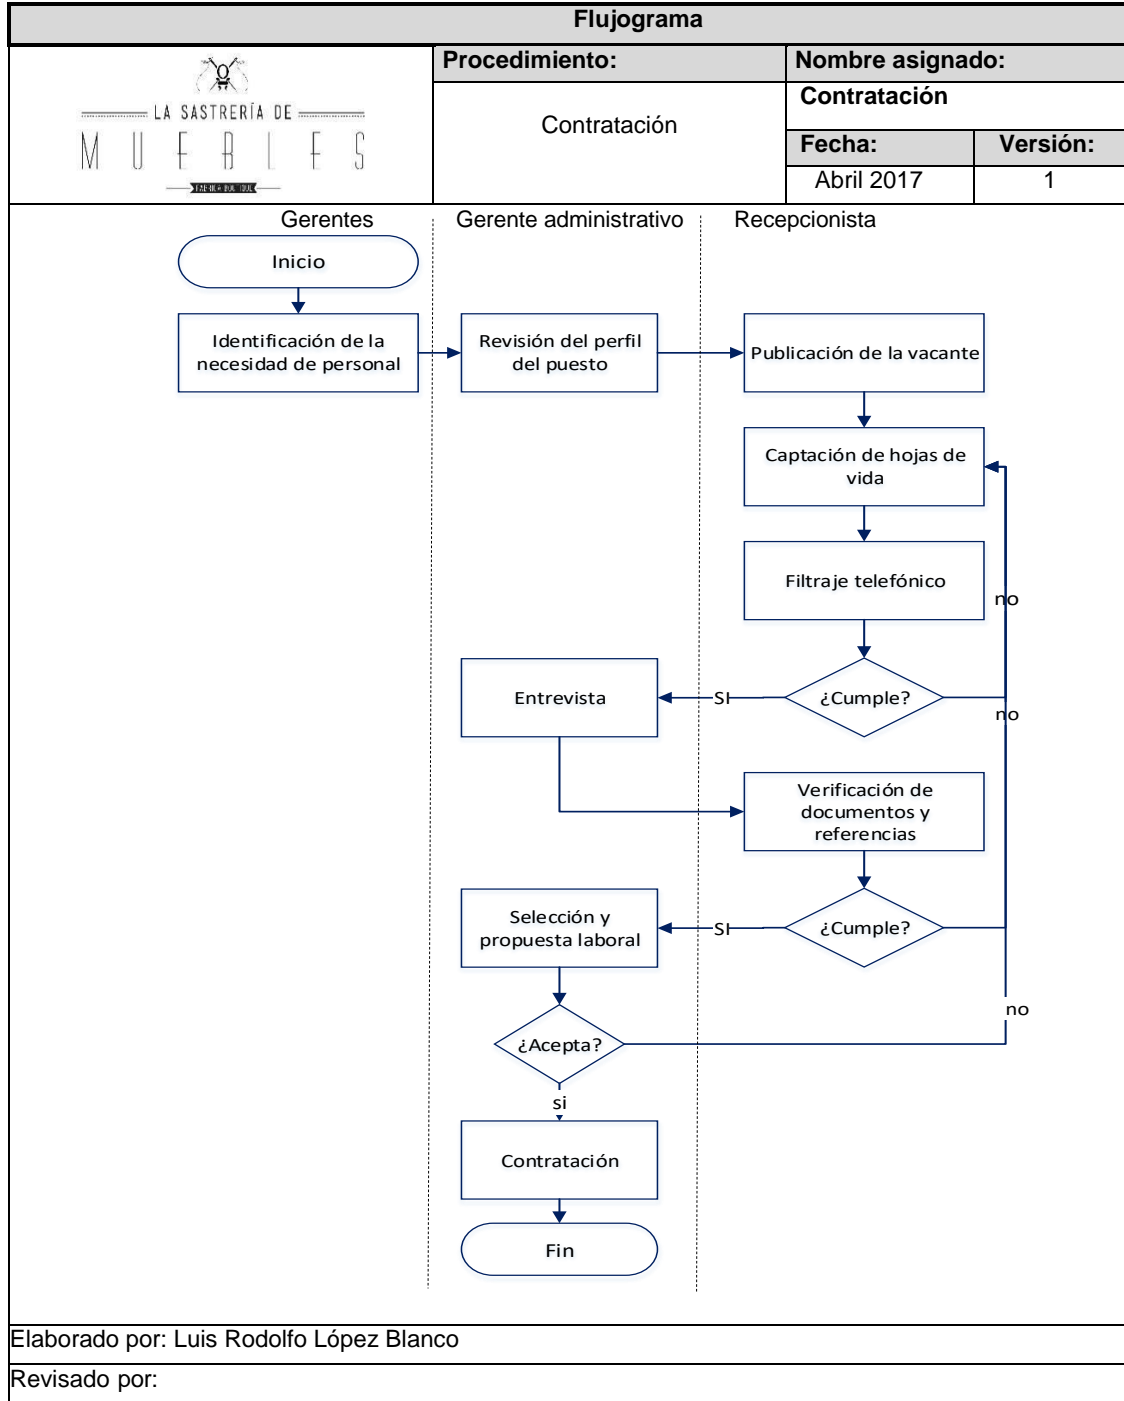 Flujograma
LA SASTRERÍA DE
MUEBLES
FABRICA BOUTIQUE
Procedimiento:
Contratación
Nombre asignado:
Contratación
Fecha:
Versión:
Abril 2017
1
Gerentes
Gerente administrativo
Recepcionista
Inicio
Identificación de la
necesidad de personal
Revisión del perfil
del puesto
Publicación de la vacante
Captación de hojas de
vida
Filtraje telefónico
no
Entrevista
SI
¿Cumple?
no
Verificación de
documentos y
referencias
Selección y
propuesta laboral
SI
¿Cumple?
no
¿Acepta?
si
Contratación
Fin
Elaborado por: Luis Rodolfo López Blanco
Revisado por: